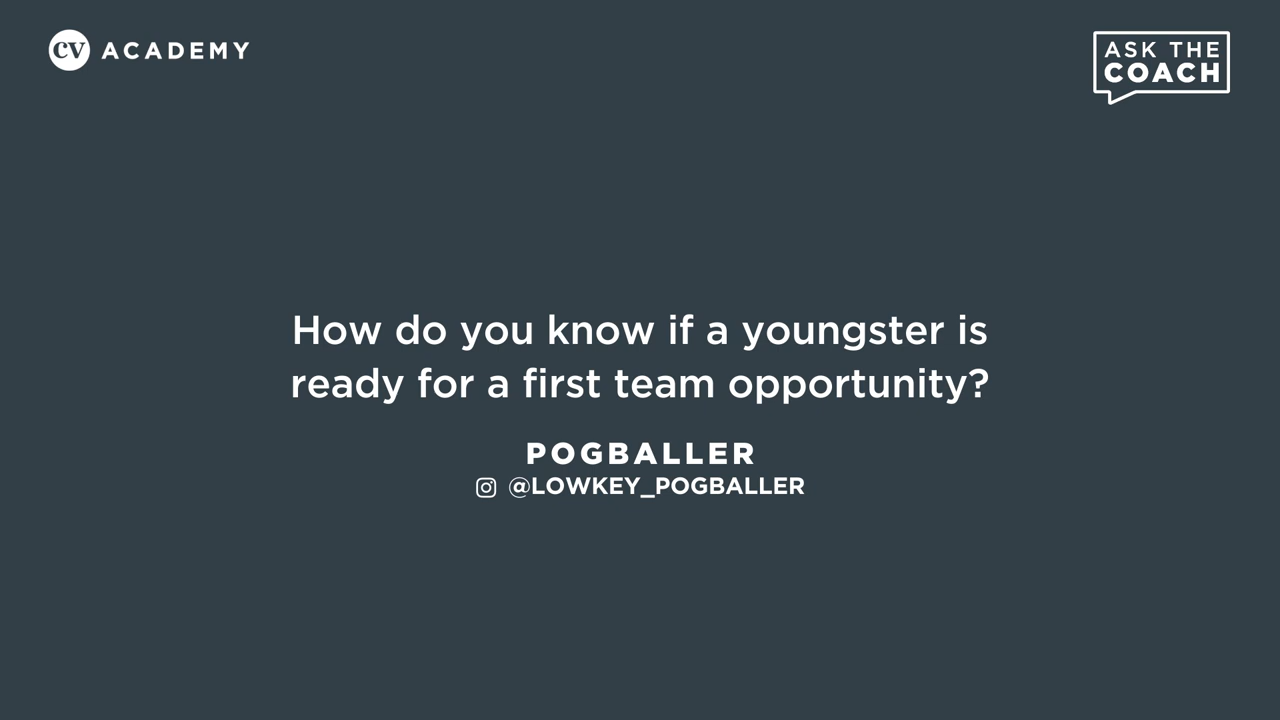 CV ACADEMY
ASK THE
COACH
How do you know if a youngster is
ready for a first team opportunity?
POGBALLER
@LOWKEY_POGBALLER